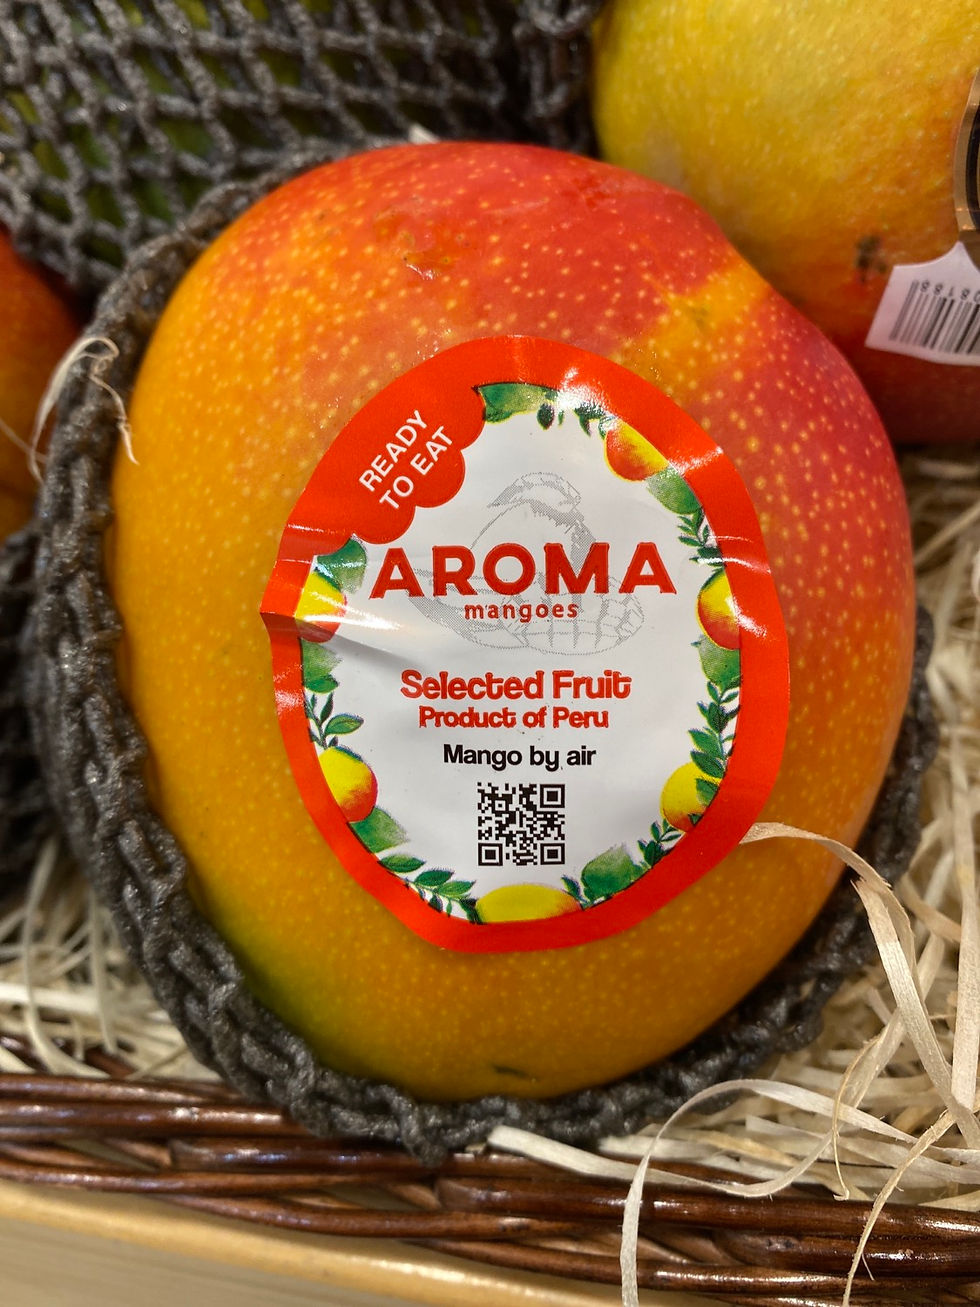 READY
TO EAT
AROMA
mangoes
Selected Fruit
Product of Peru
Mango by air